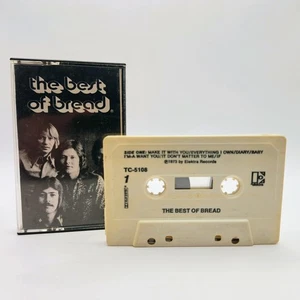 the best
of bread
SIDE ONE: MAKE IT WITH YOU/EVERYTHING I OWN/DIARY/BABY
I'M-A WANT YOU/IT DON'T MATTER TO ME/IF
℗1973 by Elektra Records
TC-5108
1
THE BEST OF BREAD